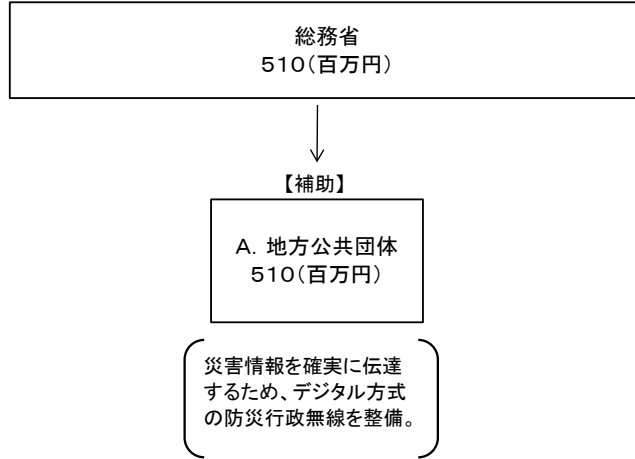 総務省
５１０（百万円）
【補助】
Ａ．地方公共団体
５１０（百万円）
災害情報を確実に伝達
するため、デジタル方式
の防災行政無線を整備。